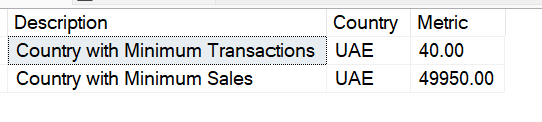 Description Country Metric
Country with Minimum Transactions UAE 40.00
Country with Minimum Sales UAE 49950.00